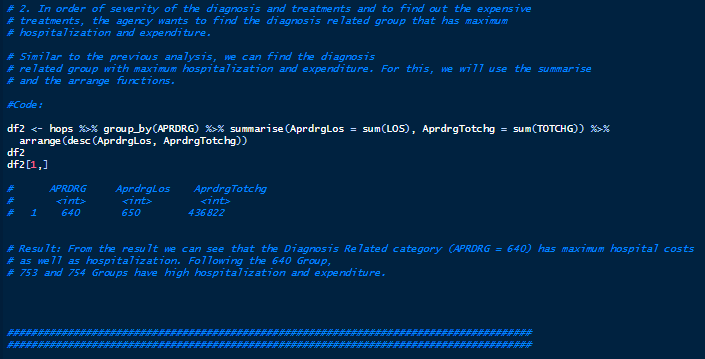 # 2. In order of severity of the diagnosis and treatments and to find out the expensive
# treatments, the agency wants to find the diagnosis related group that has maximum
# hospitalization and expenditure.
# Similar to the previous analysis, we can find the diagnosis
# related group with maximum hospitalization and expenditure. For this, we will use the summarise
# and the arrange functions.
#Code:
df2 <- hops %>% group_by(APRDRG) %>% summarise(AprdrgLos = sum(LOS), AprdrgTotchg = sum(TOTCHG)) %>%
arrange(desc(AprdrgLos, AprdrgTotchg))
df2
df2[1,]
# APRDRG AprdrgLos AprdrgTotchg
# <int> <int> <int>
# 1 640 650 436822
# Result: From the result we can see that the Diagnosis Related category (APRDRG = 640) has maximum hospital costs
# as well as hospitalization. Following the 640 Group,
# 753 and 754 Groups have high hospitalization and expenditure.
########################################################################################
########################################################################################